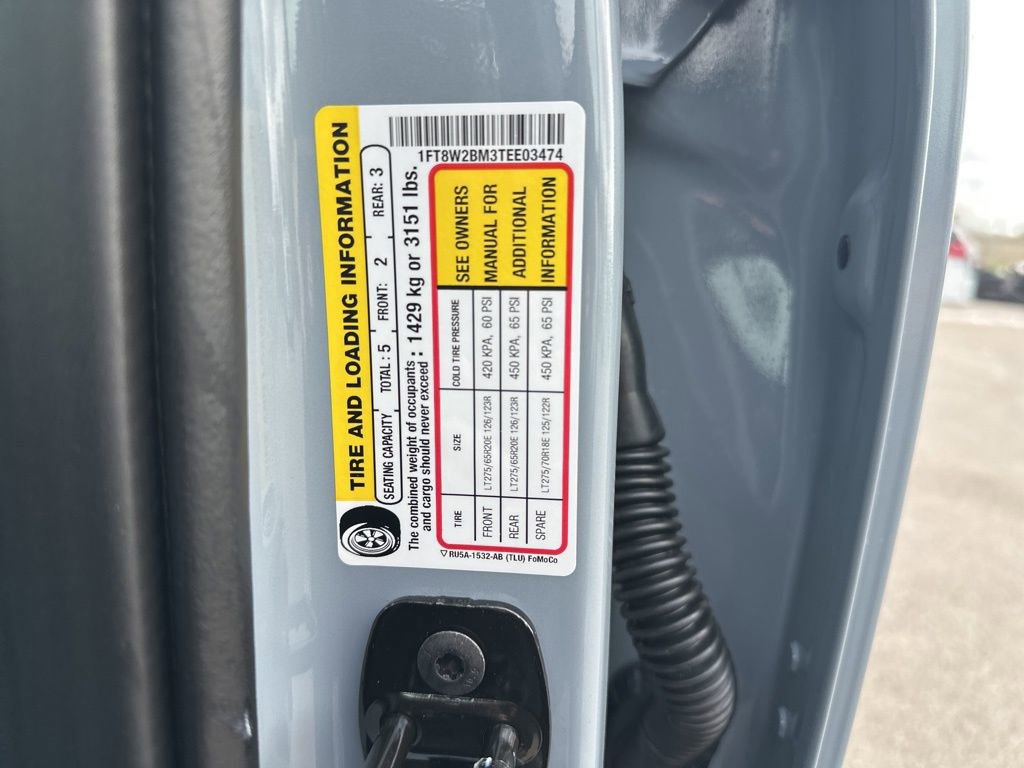 TIRE AND LOADING INFORMATION
SEATING CAPACITY TOTAL : 5 FRONT: 2 REAR: 3
The combined weight of occupants
and cargo should never exceed : 1429 kg or 3151 lbs.
1FT8W2BM3TEE03474
TIRE SIZE COLD TIRE PRESSURE SEE OWNERS
FRONT LT275/65R20E 126/123R 420 KPA, 60 PSI MANUAL FOR
REAR LT275/65R20E 126/123R 450 KPA, 65 PSI ADDITIONAL
SPARE LT275/70R18E 125/122R 450 KPA, 65 PSI INFORMATION
RU5A-1532-AB (TLU) FoMoCo